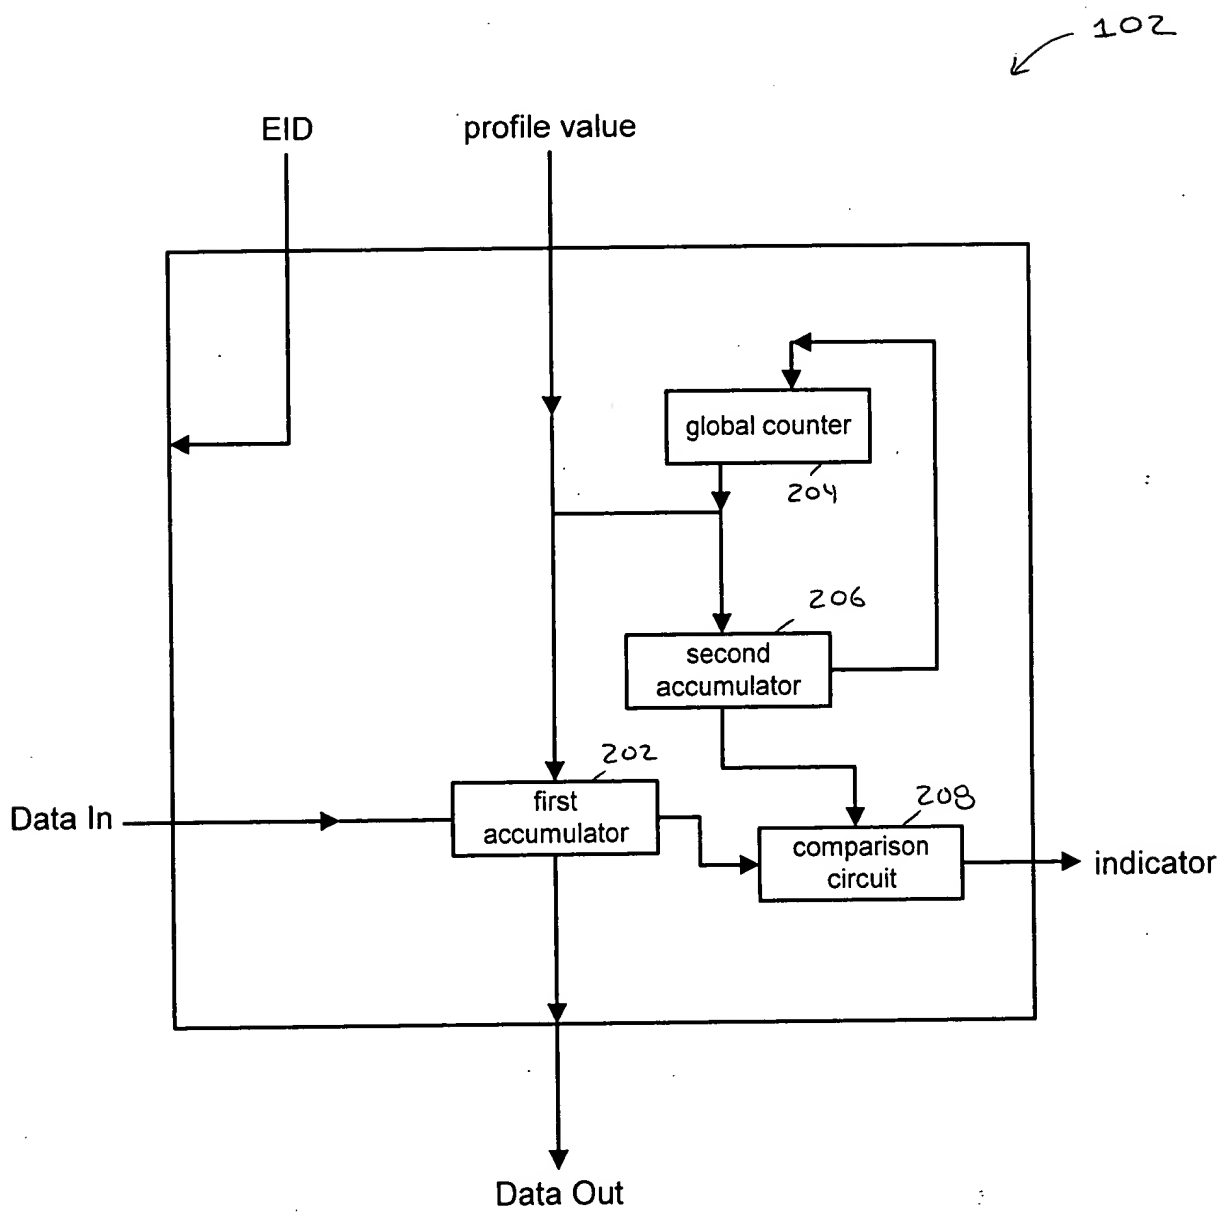 102
EID
profile value
global counter
204
206
second
accumulator
202
first
accumulator
Data In
208
comparison
circuit
indicator
Data Out